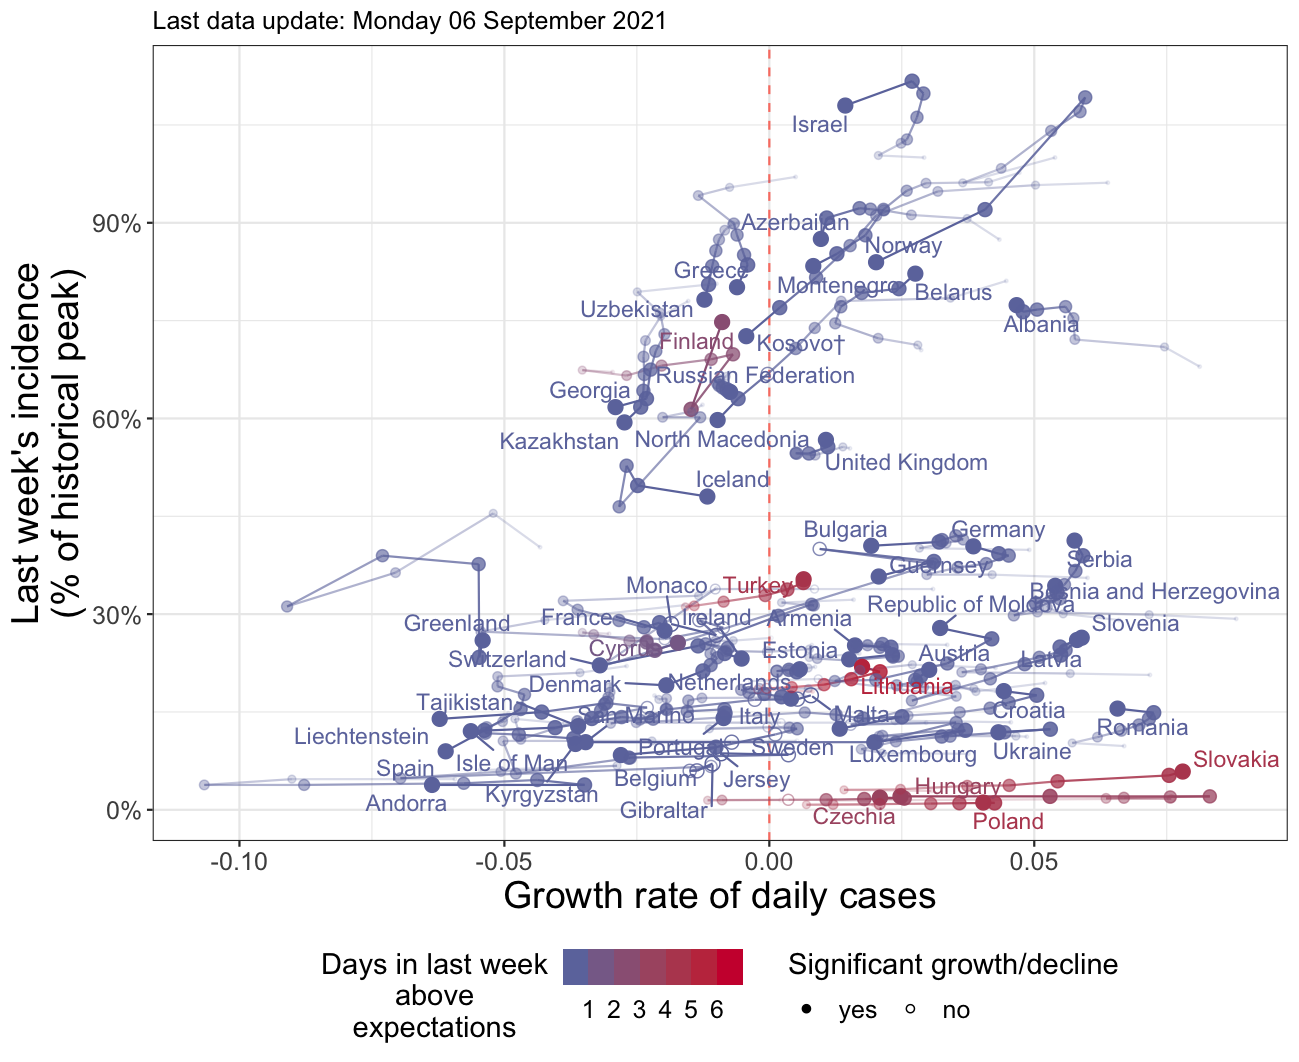 Last data update: Monday 06 September 2021
Last week's incidence
(% of historical peak)
90%
60%
30%
0%
Israel
Azerbaijan
Norway
Greece
Montenegro
Belarus
Uzbekistan
Albania
Finland
Kosovo†
Russian Federation
Georgia
Kazakhstan
North Macedonia
United Kingdom
Iceland
Bulgaria
Germany
Serbia
Guernsey
Monaco
Turkey
Bosnia and Herzegovina
Republic of Moldova
Greenland
France
Ireland
Armenia
Slovenia
Cyprus
Switzerland
Estonia
Austria
Latvia
Denmark
Netherlands
Lithuania
Tajikistan
San Marino
Italy
Malta
Croatia
Romania
Liechtenstein
Portugal
Sweden
Luxembourg
Ukraine
Spain
Isle of Man
Slovakia
Belgium
Jersey
Hungary
Andorra
Kyrgyzstan
Gibraltar
Czechia
Poland
-0.10
-0.05
0.00
0.05
Growth rate of daily cases
Days in last week
above
expectations
1 2 3 4 5 6
Significant growth/decline
yes
no